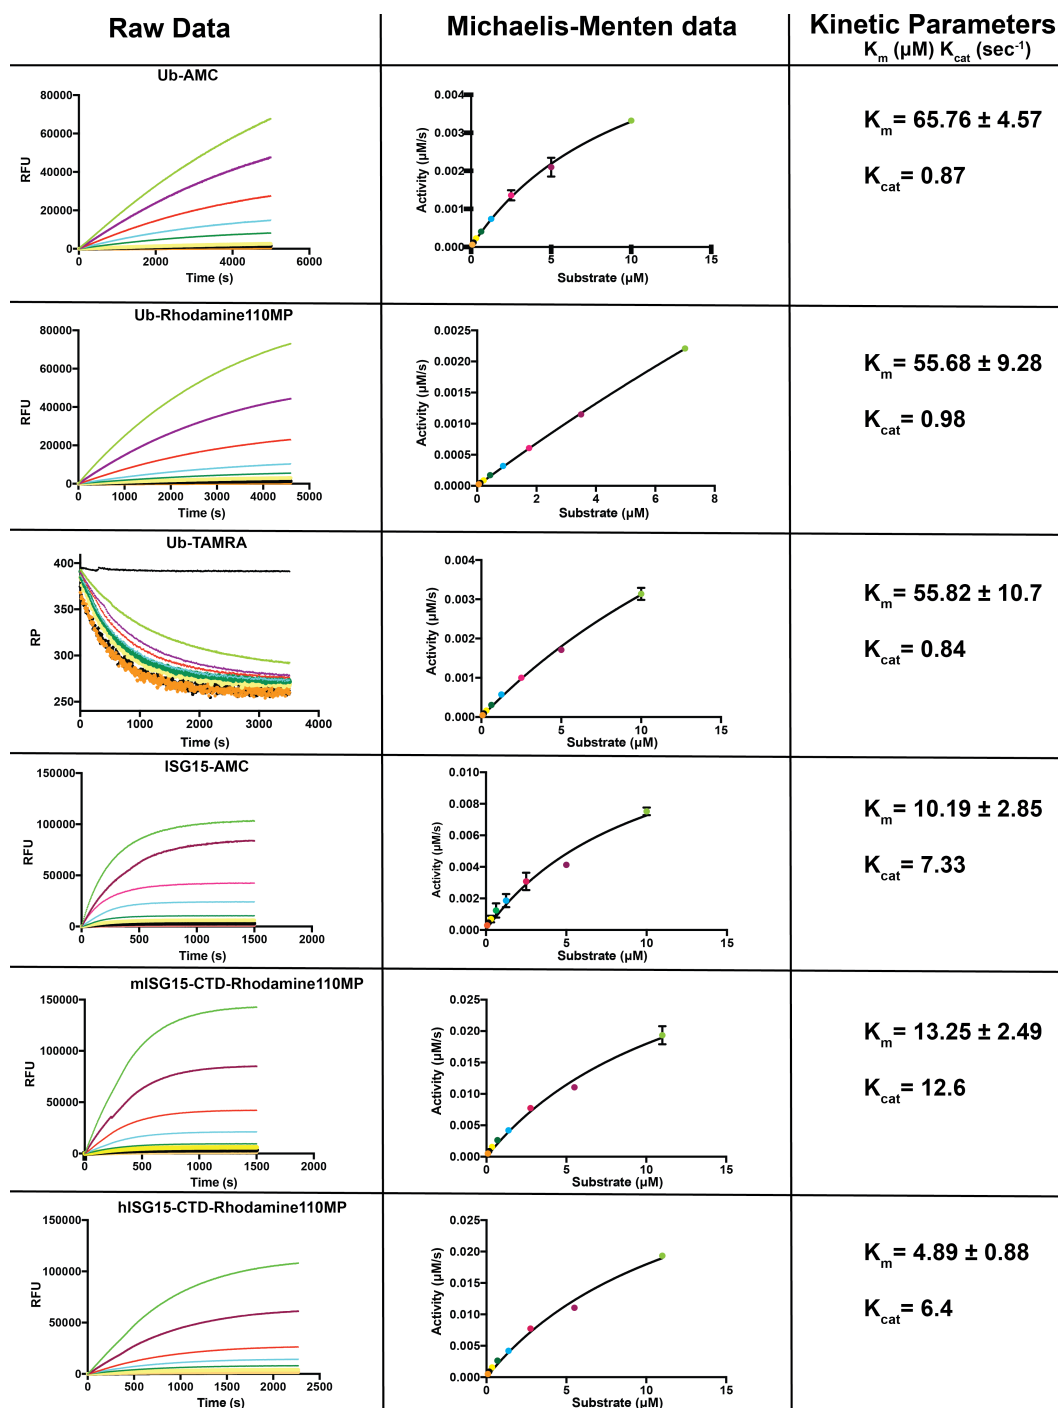 Raw Data
Michaelis-Menten data
Kinetic Parameters
Km (µM) Kcat (sec-1)
Ub-AMC
80000
60000
40000
20000
0
RFU
0 2000 4000 6000
Time (s)
0.004
0.003
0.002
0.001
0.000
Activity (µM/s)
0 5 10 15
Substrate (µM)
Km= 65.76 ± 4.57
Kcat= 0.87
Ub-Rhodamine110MP
80000
60000
40000
20000
0
RFU
0 1000 2000 3000 4000 5000
Time (s)
0.0025
0.0020
0.0015
0.0010
0.0005
0.0000
Activity (µM/s)
0 2 4 6 8
Substrate (µM)
Km= 55.68 ± 9.28
Kcat= 0.98
Ub-TAMRA
400
350
300
250
RP
0 1000 2000 3000 4000
Time (s)
0.004
0.003
0.002
0.001
0.000
Activity (µM/s)
0 5 10 15
Substrate (µM)
Km= 55.82 ± 10.7
Kcat= 0.84
ISG15-AMC
150000
100000
50000
0
RFU
0 500 1000 1500 2000
Time (s)
0.010
0.008
0.006
0.004
0.002
0.000
Activity (µM/s)
0 5 10 15
Substrate (µM)
Km= 10.19 ± 2.85
Kcat= 7.33
mISG15-CTD-Rhodamine110MP
150000
100000
50000
0
RFU
0 500 1000 1500 2000
Time (s)
0.025
0.020
0.015
0.010
0.005
0.000
Activity (µM/s)
0 5 10 15
Substrate (µM)
Km= 13.25 ± 2.49
Kcat= 12.6
hISG15-CTD-Rhodamine110MP
150000
100000
50000
0
RFU
0 500 1000 1500 2000 2500
Time (s)
0.025
0.020
0.015
0.010
0.005
0.000
Activity (µM/s)
0 5 10 15
Substrate (µM)
Km= 4.89 ± 0.88
Kcat= 6.4